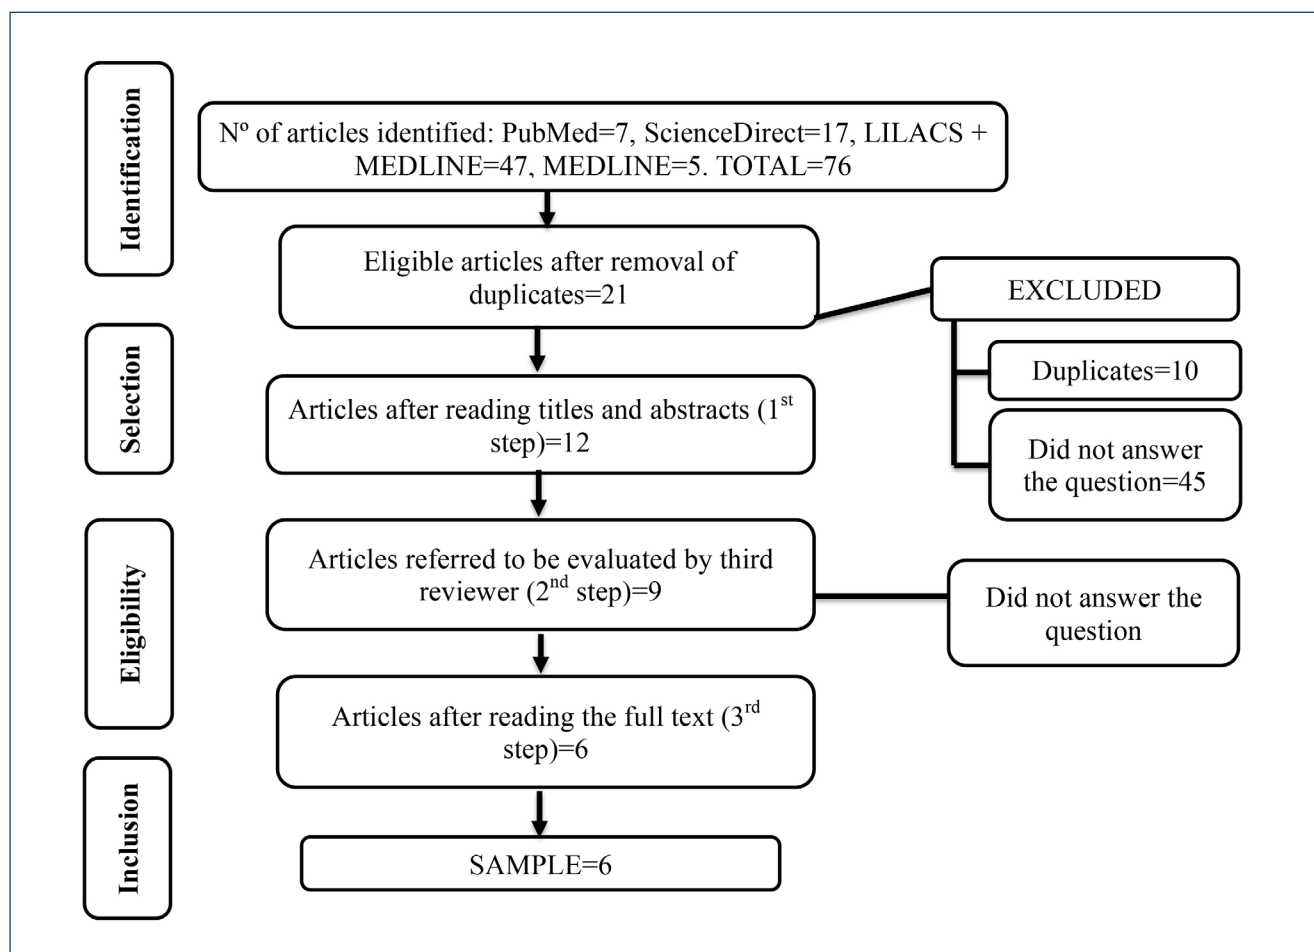 Identification
Nº of articles identified: PubMed=7, ScienceDirect=17, LILACS +
MEDLINE=47, MEDLINE=5. TOTAL=76
Eligible articles after removal of
duplicates=21
EXCLUDED
Duplicates=10
Did not answer
the question=45
Selection
Articles after reading titles and abstracts (1st
step)=12
Eligibility
Articles referred to be evaluated by third
reviewer (2nd step)=9
Did not answer the
question
Articles after reading the full text (3rd
step)=6
Inclusion
SAMPLE=6